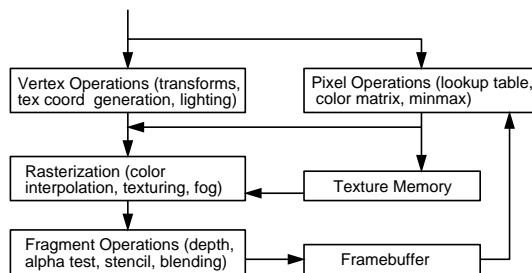 Vertex Operations (transforms,
tex coord generation, lighting)
Pixel Operations (lookup table,
color matrix, minmax)
Rasterization (color
interpolation, texturing, fog)
Texture Memory
Fragment Operations (depth,
alpha test, stencil, blending)
Framebuffer